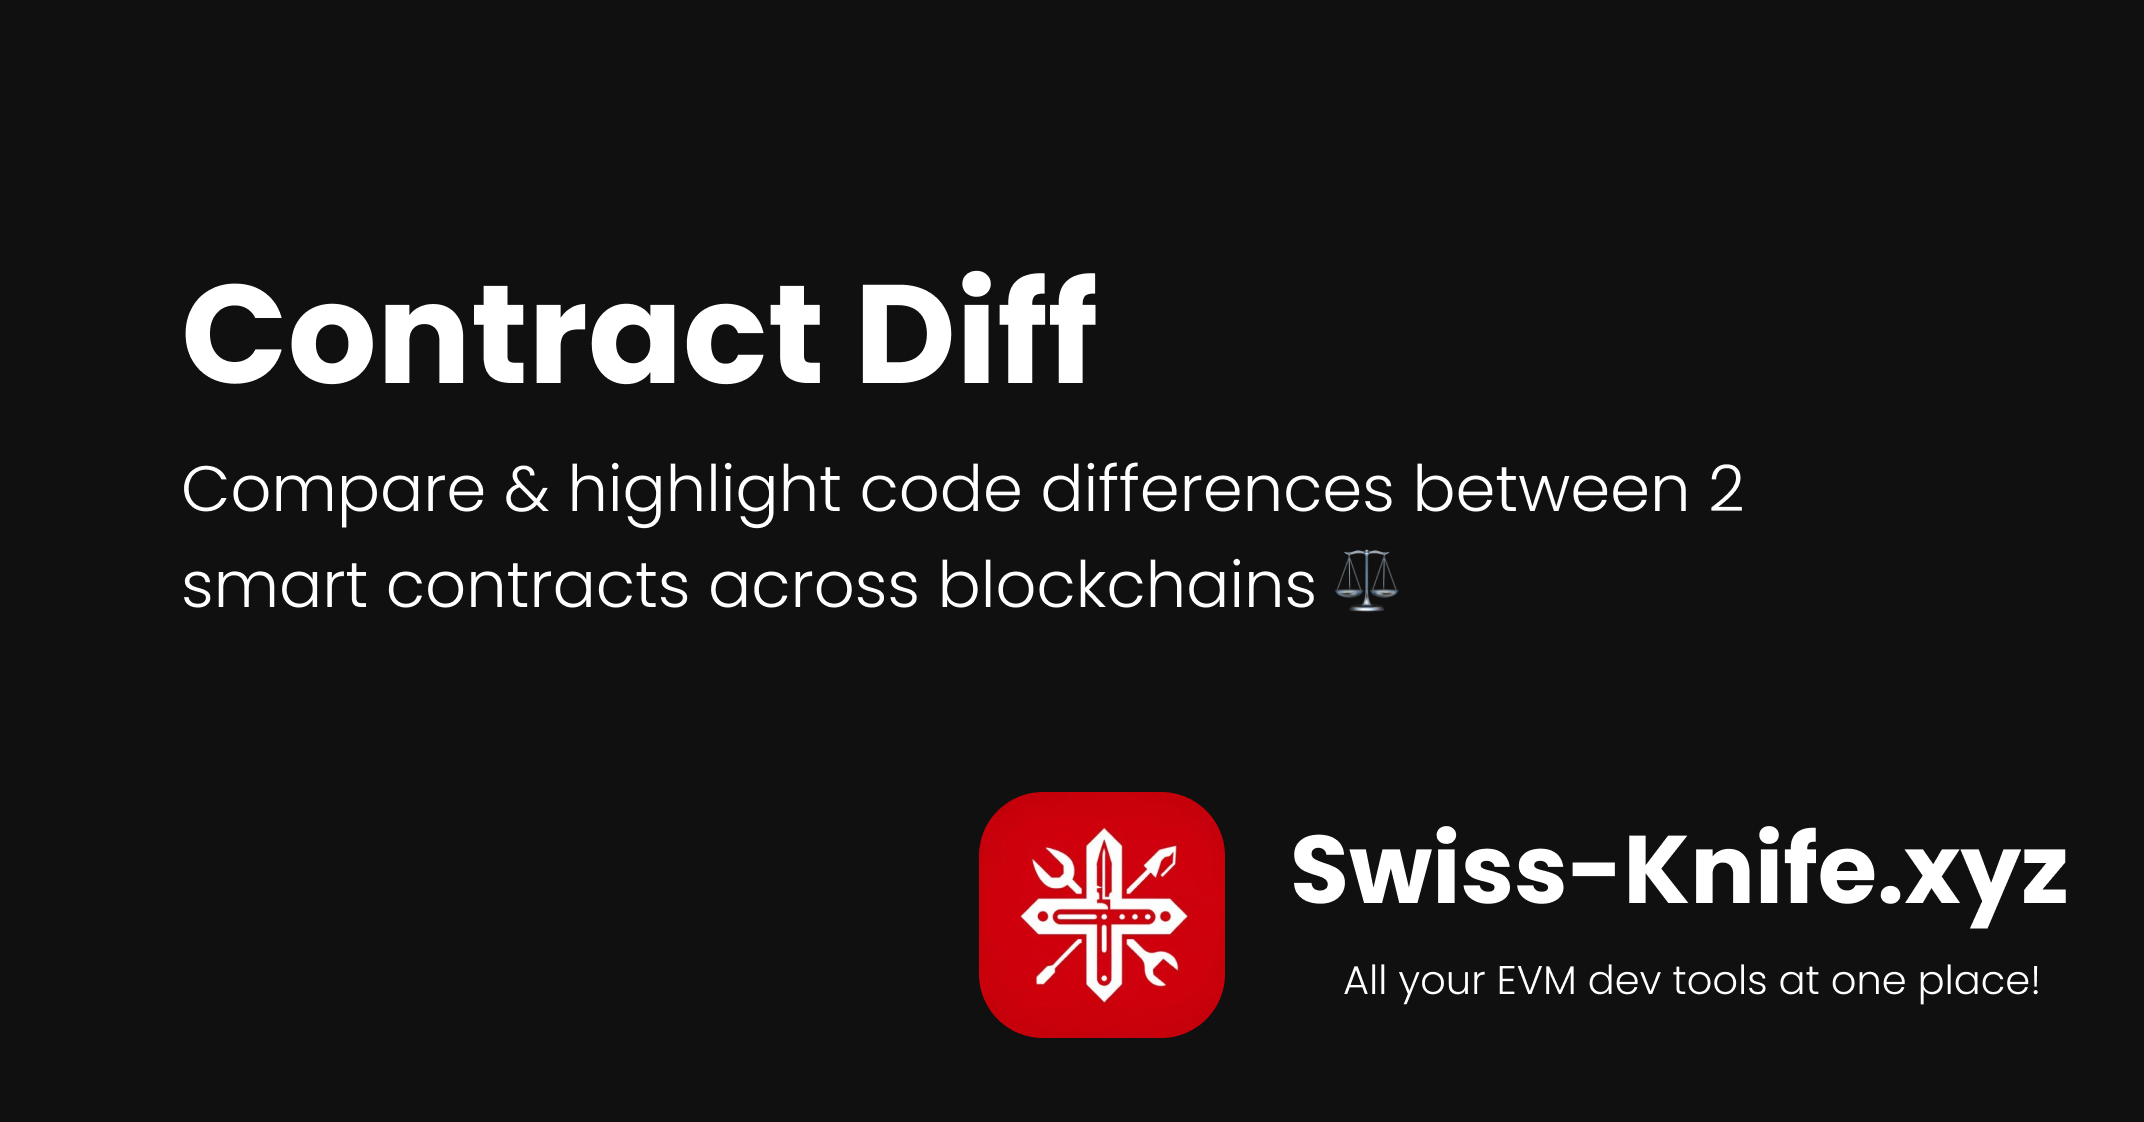 Contract Diff
Compare & highlight code differences between 2
smart contracts across blockchains ⚖️
Swiss-Knife.xyz
All your EVM dev tools at one place!